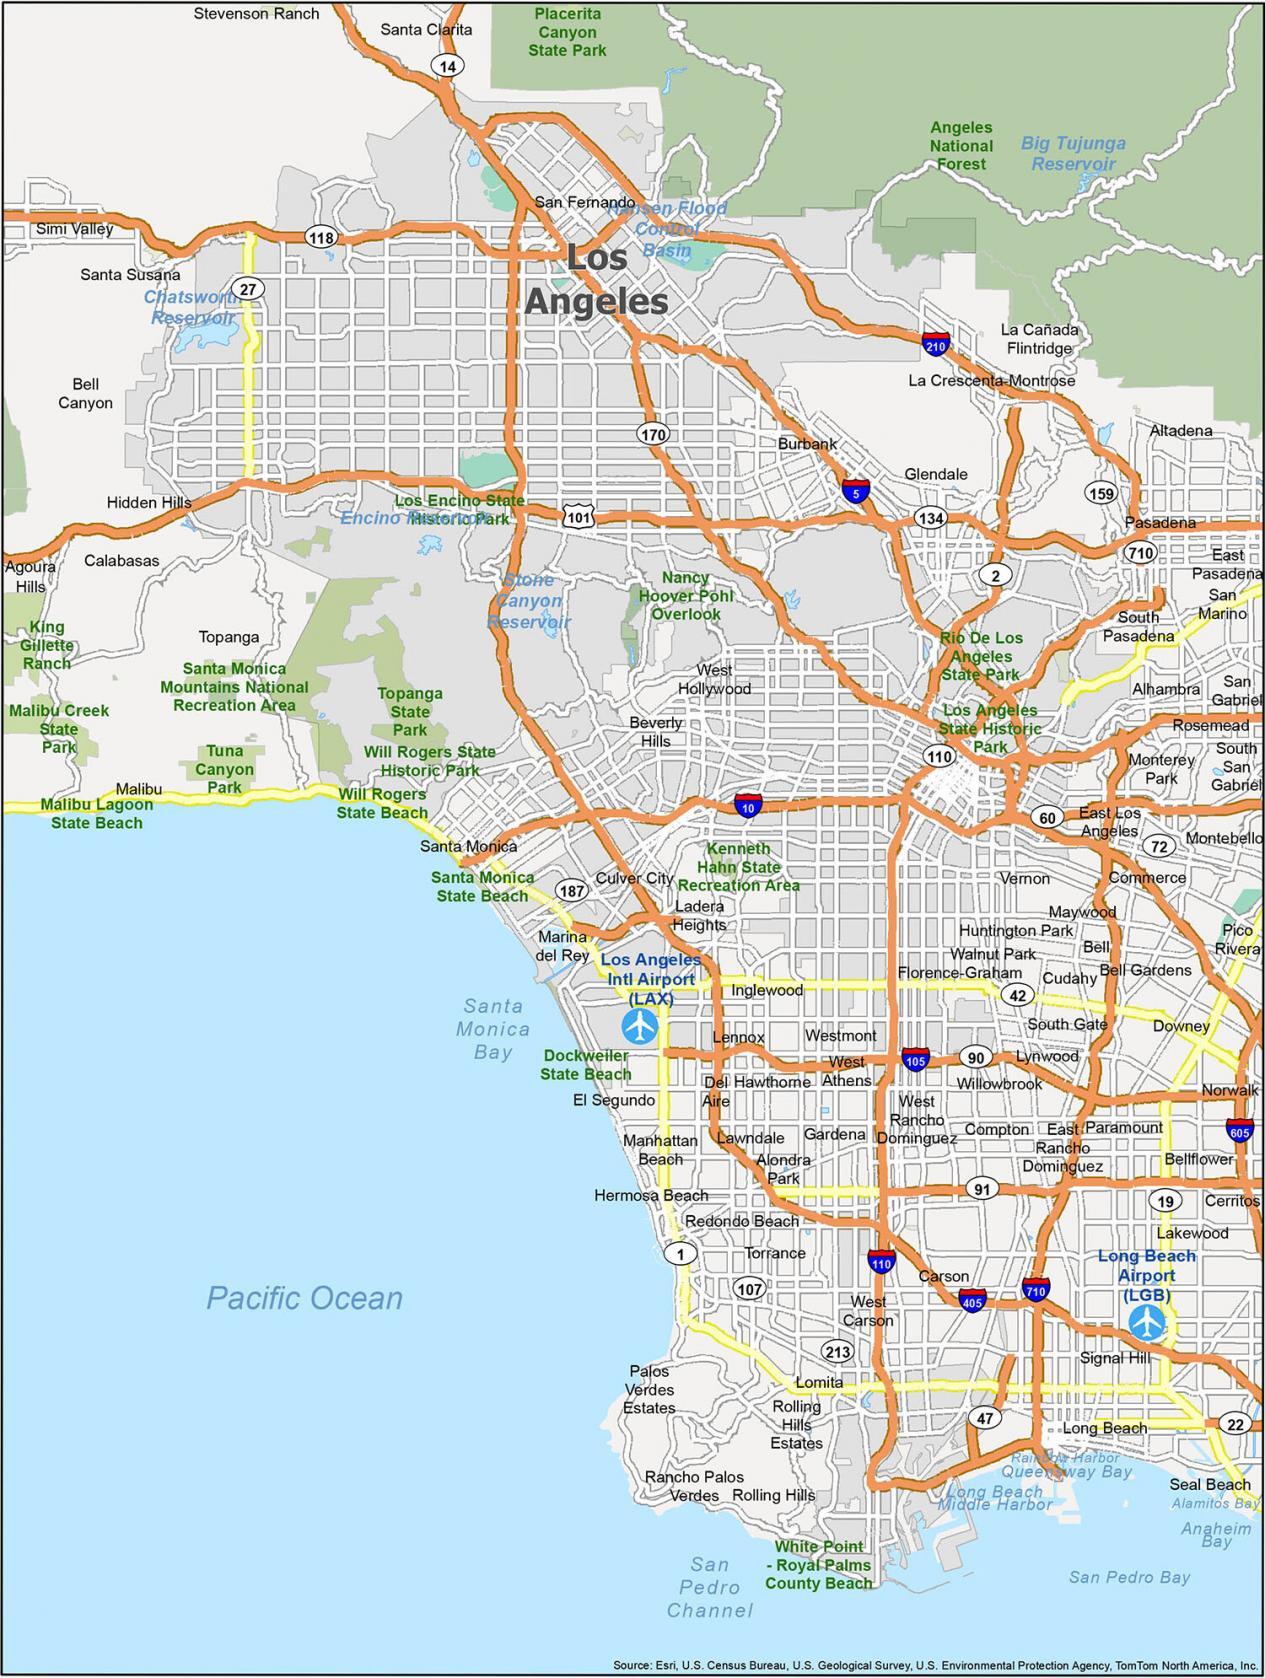 Stevenson Ranch
Santa Clarita
Placerita
Canyon
State Park
14
Angeles
National
Forest
Big Tujunga
Reservoir
San Fernando
Hansen Flood
Control
Basin
Simi Valley
118
Los
Angeles
Santa Susana
27
Chatsworth
Reservoir
La Cañada
Flintridge
210
La Crescenta-Montrose
Bell
Canyon
170
Burbank
Altadena
Glendale
5
159
Hidden Hills
Los Encino State
Historic Park
Encino Reservoir
101
134
Pasadena
710
Agoura
Hills
Calabasas
East
Pasadena
2
Stone
Canyon
Reservoir
Nancy
Hoover Pohl
Overlook
San
Marino
South
Pasadena
King
Gillette
Ranch
Topanga
Rio De Los
Angeles
State Park
Santa Monica
Mountains National
Recreation Area
West
Hollywood
Alhambra
San
Gabriel
Malibu Creek
State
Park
Topanga
State
Park
Los Angeles
State Historic
Park
Beverly
Hills
Rosemead
Tuna
Canyon
Park
Will Rogers State
Historic Park
110
Monterey
Park
South
San
Gabriel
Malibu
Malibu Lagoon
State Beach
Will Rogers
State Beach
10
60
East Los
Angeles
Santa Monica
72
Montebello
Kenneth
Hahn State
Recreation Area
Santa Monica
State Beach
187
Culver City
Vernon
Commerce
Ladera
Heights
Maywood
Huntington Park
Marina
del Rey
Bell
Pico
Rivera
Walnut Park
Los Angeles
Intl Airport
(LAX)
Florence-Graham
Cudahy
Bell Gardens
Inglewood
42
Santa
Monica
Bay
South Gate
Downey
Lennox
Westmont
Dockweiler
State Beach
West
Athens
105
90
Lynwood
Del
Aire
Hawthorne
Willowbrook
Norwalk
El Segundo
West
Rancho
Dominguez
Compton
East
Rancho
Dominguez
Paramount
605
Manhattan
Beach
Lawndale
Gardena
Alondra
Park
Bellflower
Hermosa Beach
91
19
Cerritos
Redondo Beach
Lakewood
1
Torrance
110
Long Beach
Airport
(LGB)
Carson
107
Pacific Ocean
405
710
West
Carson
213
Signal Hill
Palos
Verdes
Estates
Lomita
Rolling
Hills
Estates
47
Long Beach
22
Rainbow Harbor
Queensway Bay
Rancho Palos
Verdes
Rolling Hills
Long Beach
Middle Harbor
Seal Beach
Alamitos Bay
Anaheim
Bay
White Point
- Royal Palms
County Beach
San
Pedro
Channel
San Pedro Bay
Source: Esri, U.S. Census Bureau, U.S. Geological Survey, U.S. Environmental Protection Agency, TomTom North America, Inc.